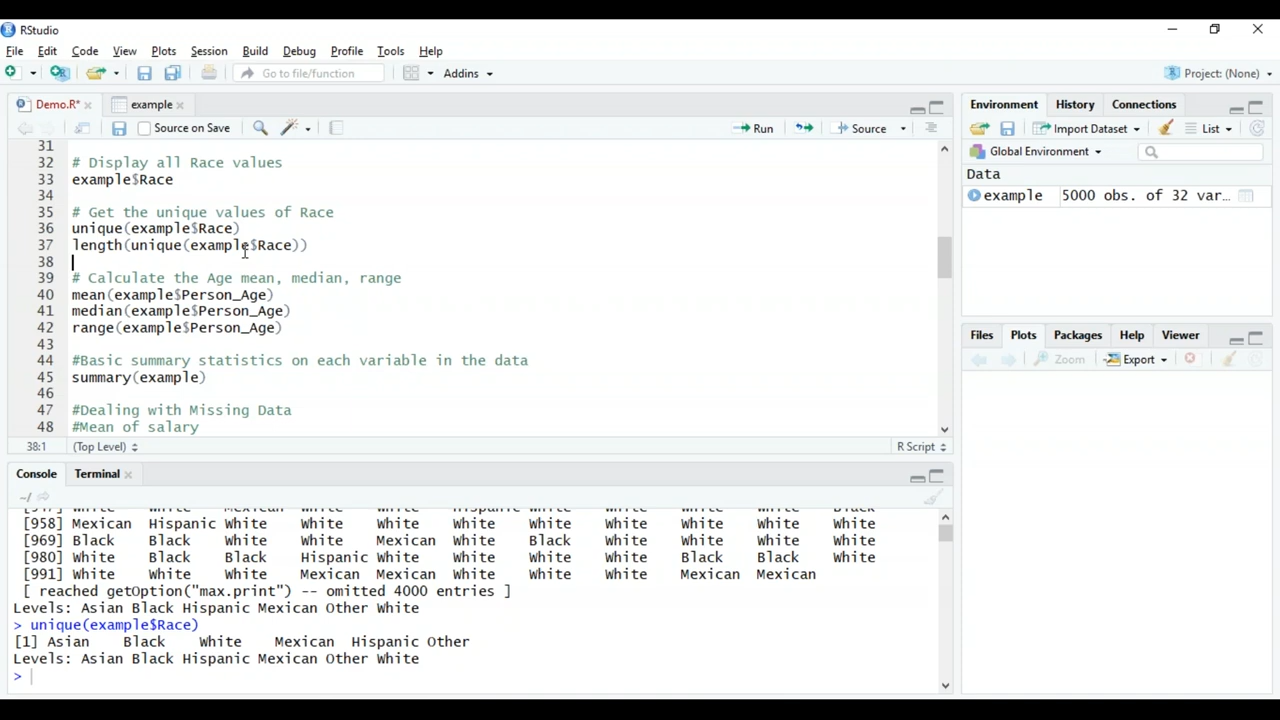 RStudio
File Edit Code View Plots Session Build Debug Profile Tools Help
Go to file/function Addins Project: (None)
Demo.R* example
Source on Save Run Source
31
32 # Display all Race values
33 example$Race
34
35 # Get the unique values of Race
36 unique(example$Race)
37 length(unique(example$Race))
38
39 # Calculate the Age mean, median, range
40 mean(example$Person_Age)
41 median(example$Person_Age)
42 range(example$Person_Age)
43
44 #Basic summary statistics on each variable in the data
45 summary(example)
46
47 #Dealing with Missing Data
48 #Mean of salary
38:1 (Top Level) R Script
Console Terminal
~/
[958] Mexican Hispanic White White White White White White White White White
[969] Black Black White White Mexican White Black White White White White
[980] White Black Black Hispanic White White White White Black Black White
[991] White White White Mexican Mexican White White White Mexican Mexican
[ reached getOption("max.print") -- omitted 4000 entries ]
Levels: Asian Black Hispanic Mexican Other White
> unique(example$Race)
[1] Asian Black White Mexican Hispanic Other
Levels: Asian Black Hispanic Mexican Other White
>
Environment History Connections
Import Dataset List
Global Environment
Data
example 5000 obs. of 32 var...
Files Plots Packages Help Viewer
Zoom Export